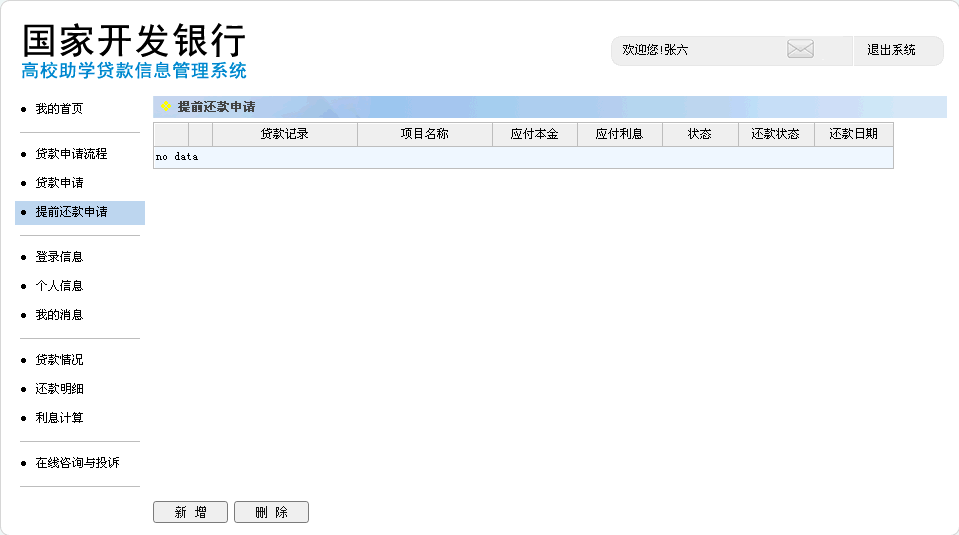 国家开发银行
高校助学贷款信息管理系统
欢迎您!张六
退出系统
我的首页
贷款申请流程
贷款申请
提前还款申请
登录信息
个人信息
我的消息
贷款情况
还款明细
利息计算
在线咨询与投诉
提前还款申请
贷款记录 项目名称 应付本金 应付利息 状态 还款状态 还款日期
no data
新 增 删 除